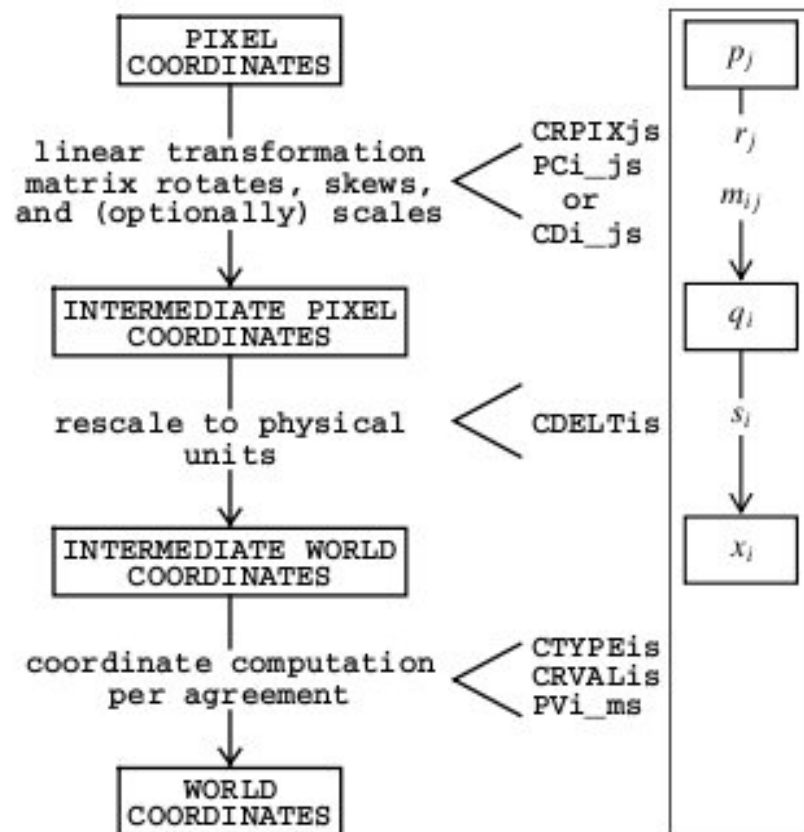 PIXEL
COORDINATES
linear transformation
matrix rotates, skews,
and (optionally) scales
CRPIXjs
PCi_js
or
CDi_js
INTERMEDIATE PIXEL
COORDINATES
rescale to physical
units
CDELTis
INTERMEDIATE WORLD
COORDINATES
coordinate computation
per agreement
CTYPEis
CRVALis
PVi_ms
WORLD
COORDINATES
p_j
r_j
m_ij
q_i
s_i
x_i